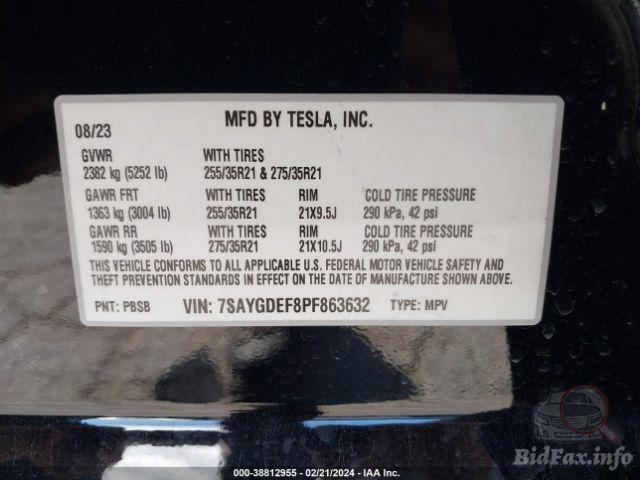 08/23 MFD BY TESLA, INC.
GVWR WITH TIRES
2382 kg (5252 lb) 255/35R21 & 275/35R21
GAWR FRT WITH TIRES RIM COLD TIRE PRESSURE
1363 kg (3004 lb) 255/35R21 21X9.5J 290 kPa, 42 psi
GAWR RR WITH TIRES RIM COLD TIRE PRESSURE
1590 kg (3505 lb) 275/35R21 21X10.5J 290 kPa, 42 psi
THIS VEHICLE CONFORMS TO ALL APPLICABLE U.S. FEDERAL MOTOR VEHICLE SAFETY AND
THEFT PREVENTION STANDARDS IN EFFECT ON THE DATE OF MANUFACTURE SHOWN ABOVE.
PNT: PBSB VIN: 7SAYGDEF8PF863632 TYPE: MPV
BidFax.info
000-38812955 - 02/21/2024 - IAA Inc.